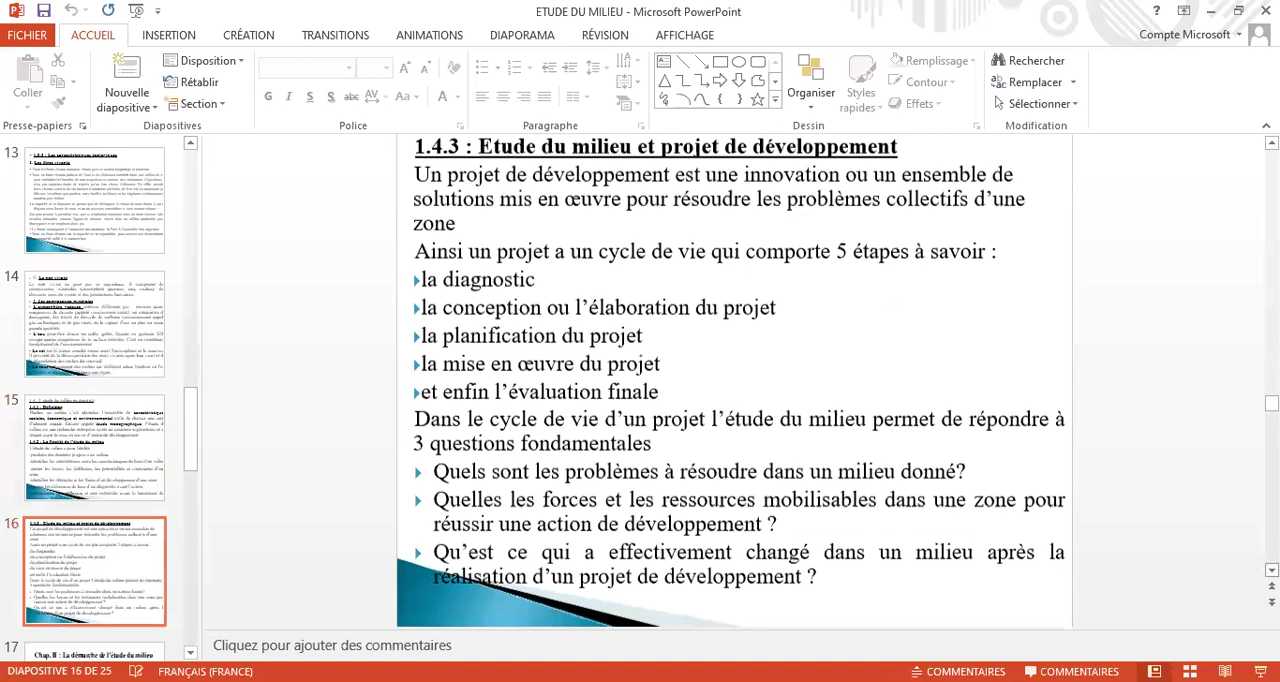 ETUDE DU MILIEU - Microsoft PowerPoint
FICHIER ACCUEIL INSERTION CRÉATION TRANSITIONS ANIMATIONS DIAPORAMA RÉVISION AFFICHAGE Compte Microsoft
Coller
Nouvelle diapositive
Disposition
Rétablir
Section
Remplissage
Contour
Effets
Organiser
Styles rapides
Rechercher
Remplacer
Sélectionner
Presse-papiers Diapositives Police Paragraphe Dessin Modification
13
14
15
16
17
Chap. II : La démarche de l'étude du milieu
1.4.3 : Etude du milieu et projet de développement
Un projet de développement est une innovation ou un ensemble de
solutions mis en œuvre pour résoudre les problèmes collectifs d'une
zone
Ainsi un projet a un cycle de vie qui comporte 5 étapes à savoir :
la diagnostic
la conception ou l'élaboration du projet
la planification du projet
la mise en œuvre du projet
et enfin l'évaluation finale
Dans le cycle de vie d'un projet l'étude du milieu permet de répondre à
3 questions fondamentales
Quels sont les problèmes à résoudre dans un milieu donné?
Quelles les forces et les ressources mobilisables dans une zone pour
réussir une action de développement ?
Qu'est-ce qui a effectivement changé dans un milieu après la
réalisation d'un projet de développement ?
Cliquez pour ajouter des commentaires
DIAPOSITIVE 16 DE 25 FRANÇAIS (FRANCE) COMMENTAIRES COMMENTAIRES